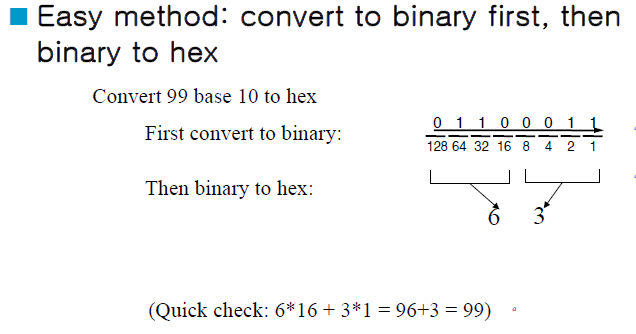 Easy method: convert to binary first, then
binary to hex
Convert 99 base 10 to hex
First convert to binary:
0 1 1 0 0 0 1 1
128 64 32 16 8 4 2 1
Then binary to hex:
6 3
(Quick check: 6*16 + 3*1 = 96+3 = 99)